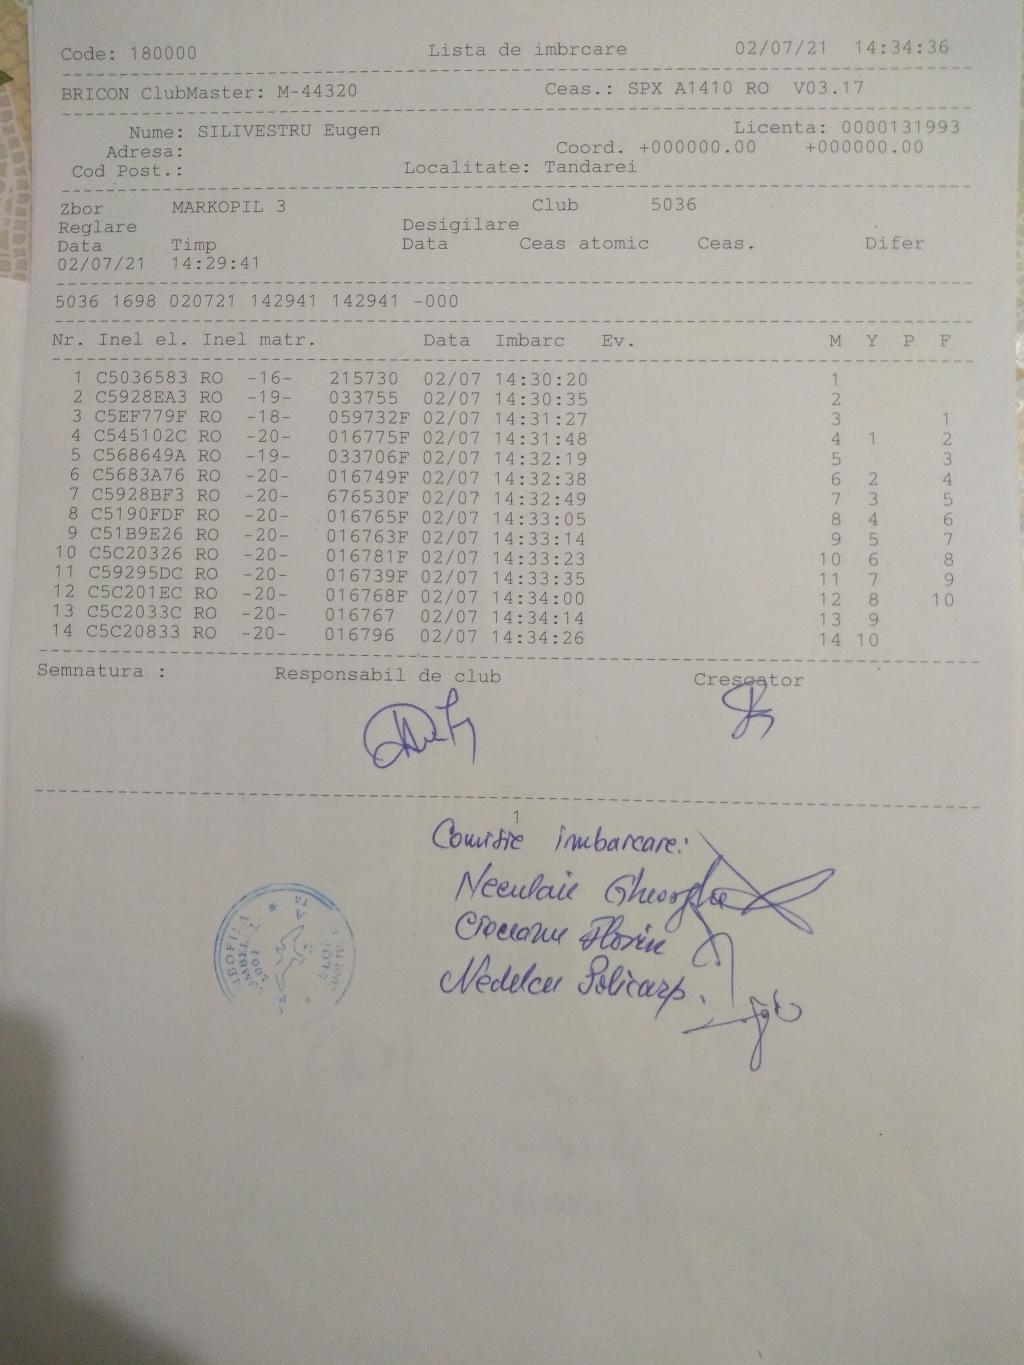 Code: 180000 Lista de imbrcare 02/07/21 14:34:36
BRICON ClubMaster: M-44320 Ceas.: SPX A1410 RO V03.17
Nume: SILIVESTRU Eugen Licenta: 0000131993
Adresa: Coord. +000000.00 +000000.00
Cod Post.: Localitate: Tandarei
Zbor MARKOPIL 3 Club 5036
Reglare Desigilare
Data Timp Data Ceas atomic Ceas. Difer
02/07/21 14:29:41
5036 1698 020721 142941 142941 -000
Nr. Inel el. Inel matr. Data Imbarc Ev. M Y P F
1 C5036583 RO -16- 215730 02/07 14:30:20 1
2 C5928EA3 RO -19- 033755 02/07 14:30:35 2
3 C5EF779F RO -18- 059732F 02/07 14:31:27 3 1
4 C545102C RO -20- 016775F 02/07 14:31:48 4 1 2
5 C568649A RO -19- 033706F 02/07 14:32:19 5 3
6 C5683A76 RO -20- 016749F 02/07 14:32:38 6 2 4
7 C5928BF3 RO -20- 676530F 02/07 14:32:49 7 3 5
8 C5190FDF RO -20- 016765F 02/07 14:33:05 8 4 6
9 C51B9E26 RO -20- 016763F 02/07 14:33:14 9 5 7
10 C5C20326 RO -20- 016781F 02/07 14:33:23 10 6 8
11 C59295DC RO -20- 016739F 02/07 14:33:35 11 7 9
12 C5C201EC RO -20- 016768F 02/07 14:34:00 12 8 10
13 C5C2033C RO -20- 016767 02/07 14:34:14 13 9
14 C5C20833 RO -20- 016796 02/07 14:34:26 14 10
Semnatura : Responsabil de club Crescator
1
Comisie imbarcare:
Neculaie Gheorghe
Ciocianu Florin
Nedelcu Policarp.